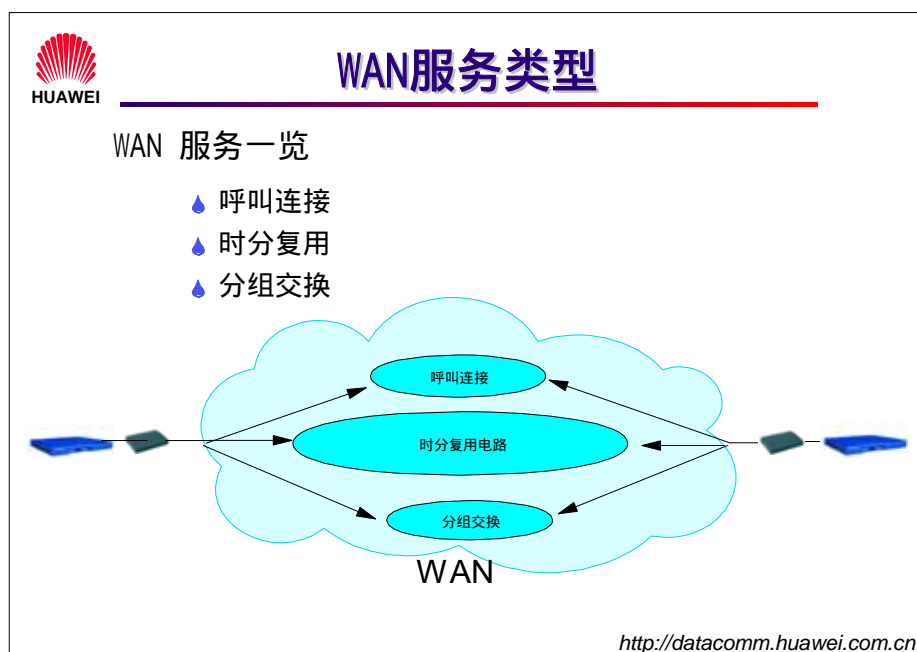 WAN服务类型
HUAWEI
WAN 服务一览
呼叫连接
时分复用
分组交换
呼叫连接
时分复用电路
分组交换
WAN
http://datacomm.huawei.com.cn